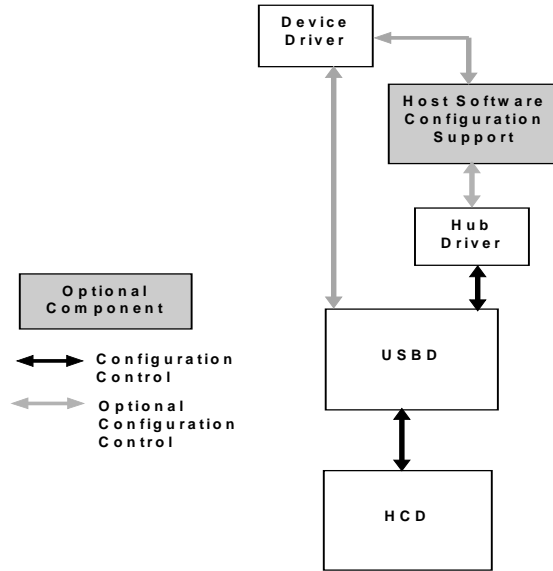 Device
Driver
Host Software
Configuration
Support
Hub
Driver
Optional
Component
USBD
Configuration
Control
Optional
Configuration
Control
HCD